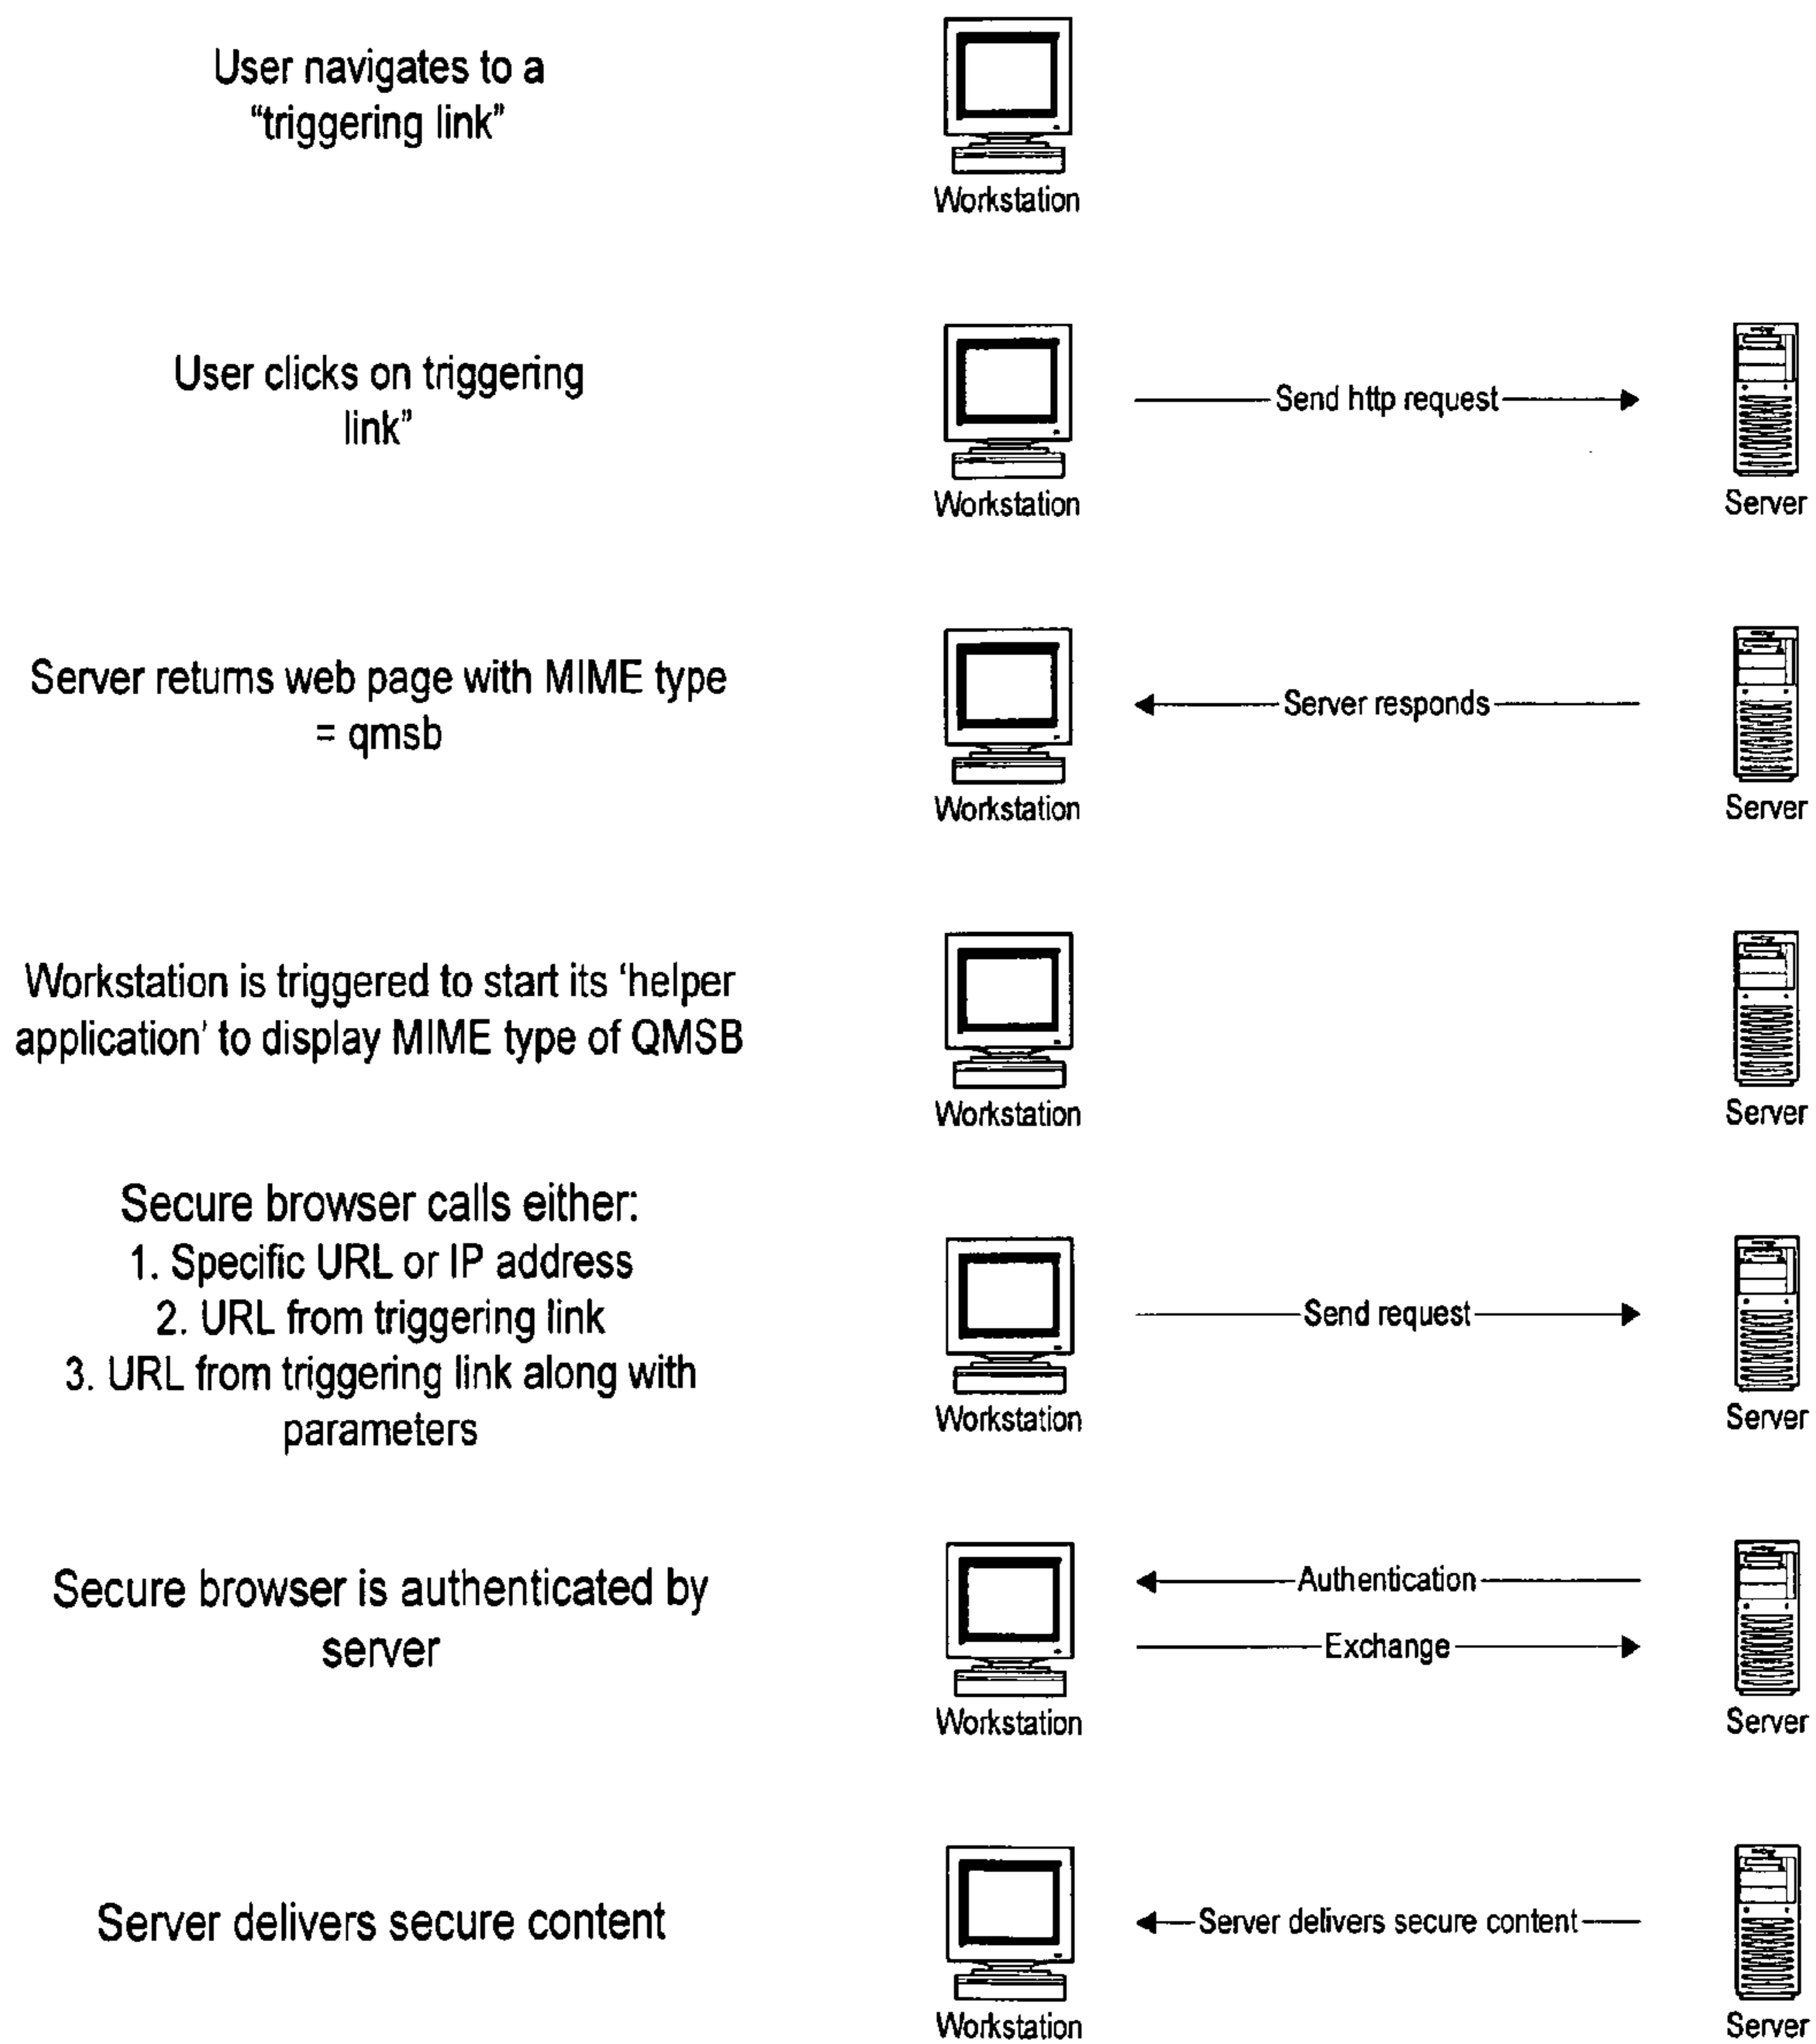 User navigates to a
“triggering link”
Workstation
User clicks on triggering
link”
Send http request
Workstation
Server
Server returns web page with MIME type
= qmsb
Server responds
Workstation
Server
Workstation is triggered to start its ‘helper
application’ to display MIME type of QMSB
Workstation
Server
Secure browser calls either:
1. Specific URL or IP address
2. URL from triggering link
3. URL from triggering link along with
parameters
Send request
Workstation
Server
Secure browser is authenticated by
server
Authentication
Exchange
Workstation
Server
Server delivers secure content
Server delivers secure content
Workstation
Server